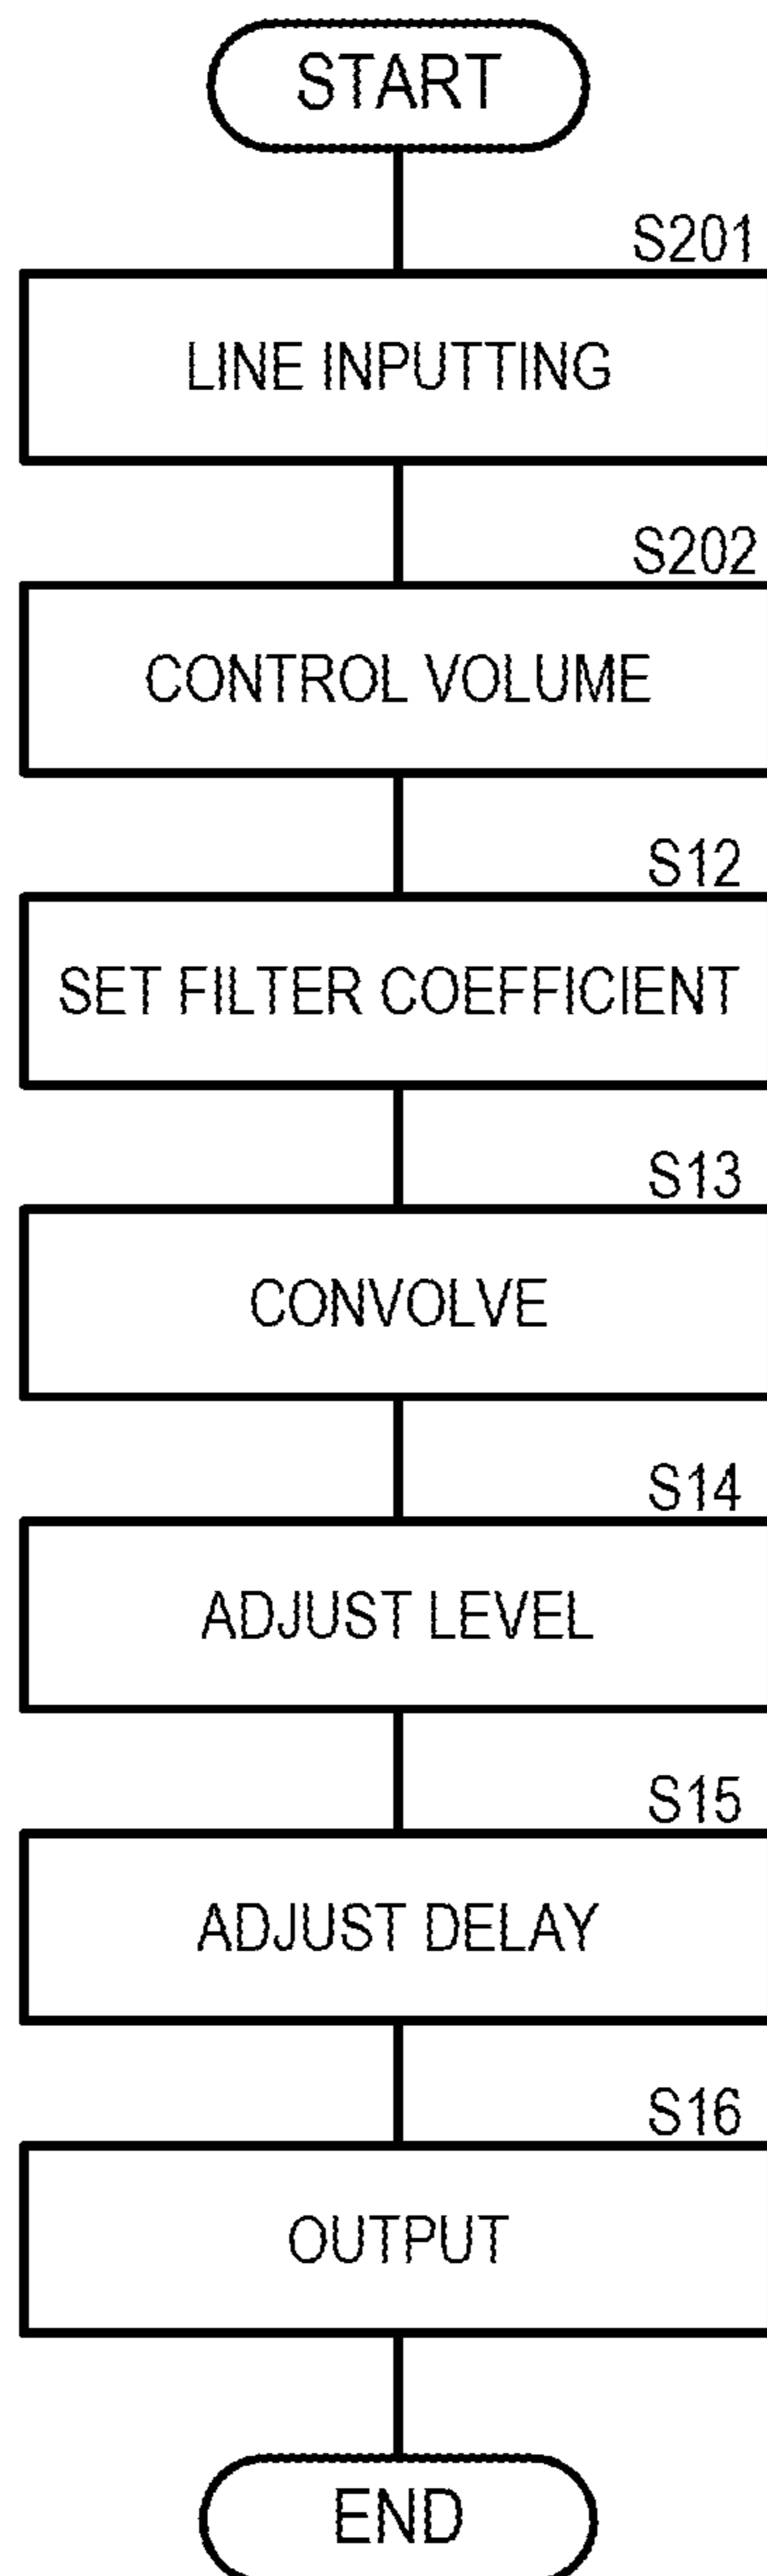 START
S201
LINE INPUTTING
S202
CONTROL VOLUME
S12
SET FILTER COEFFICIENT
S13
CONVOLVE
S14
ADJUST LEVEL
S15
ADJUST DELAY
S16
OUTPUT
END